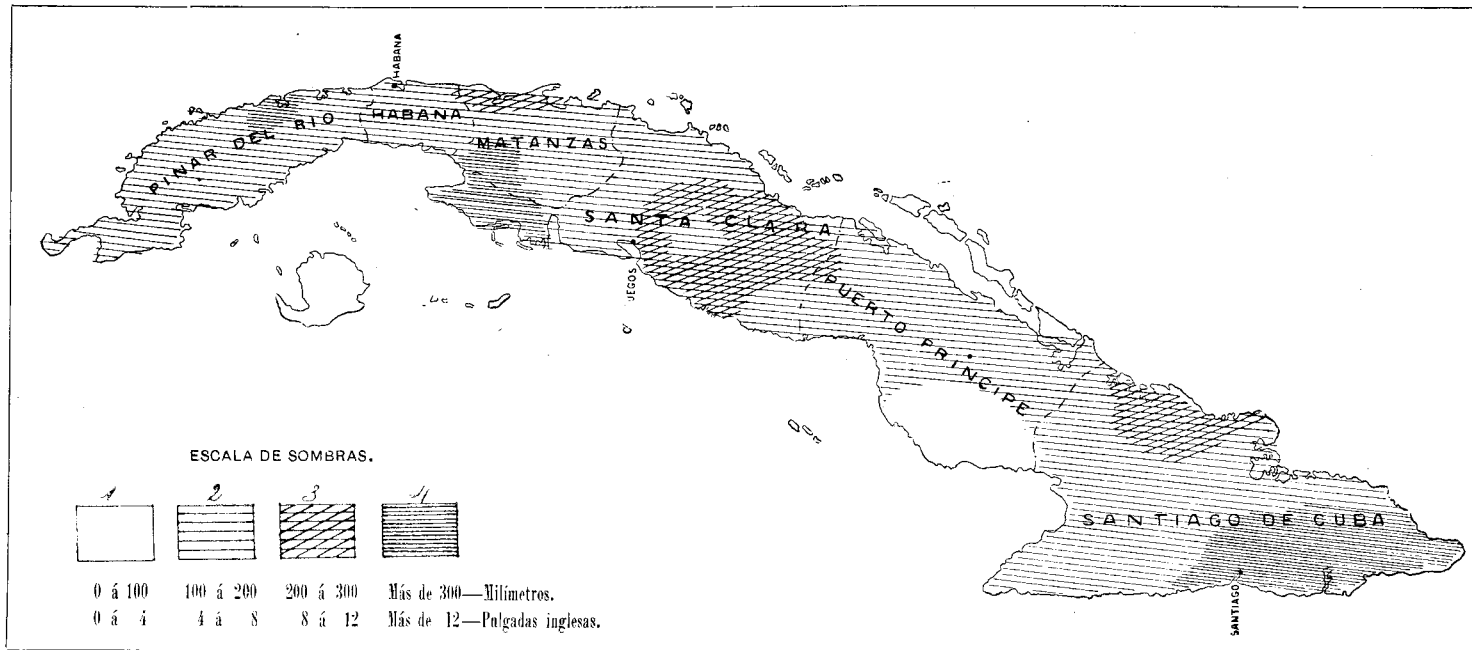 HABANA
PINAR DEL RIO
HABANA
MATANZAS
SANTA CLARA
UEGOS
PUERTO PRINCIPE
SANTIAGO DE CUBA
SANTIAGO
ESCALA DE SOMBRAS.
1 2 3 4
0 á 100 100 á 200 200 á 300 Más de 300—Milímetros.
0 á 4 4 á 8 8 á 12 Más de 12—Pulgadas inglesas.